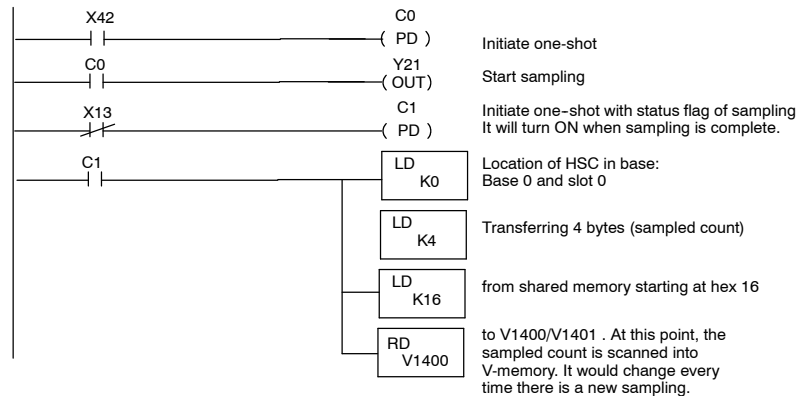 X42
C0
( PD )
Initiate one-shot
C0
Y21
( OUT )
Start sampling
X13
C1
( PD )
Initiate one-shot with status flag of sampling
It will turn ON when sampling is complete.
C1
LD
K0
Location of HSC in base:
Base 0 and slot 0
LD
K4
Transferring 4 bytes (sampled count)
LD
K16
from shared memory starting at hex 16
RD
V1400
to V1400/V1401 . At this point, the
sampled count is scanned into
V-memory. It would change every
time there is a new sampling.